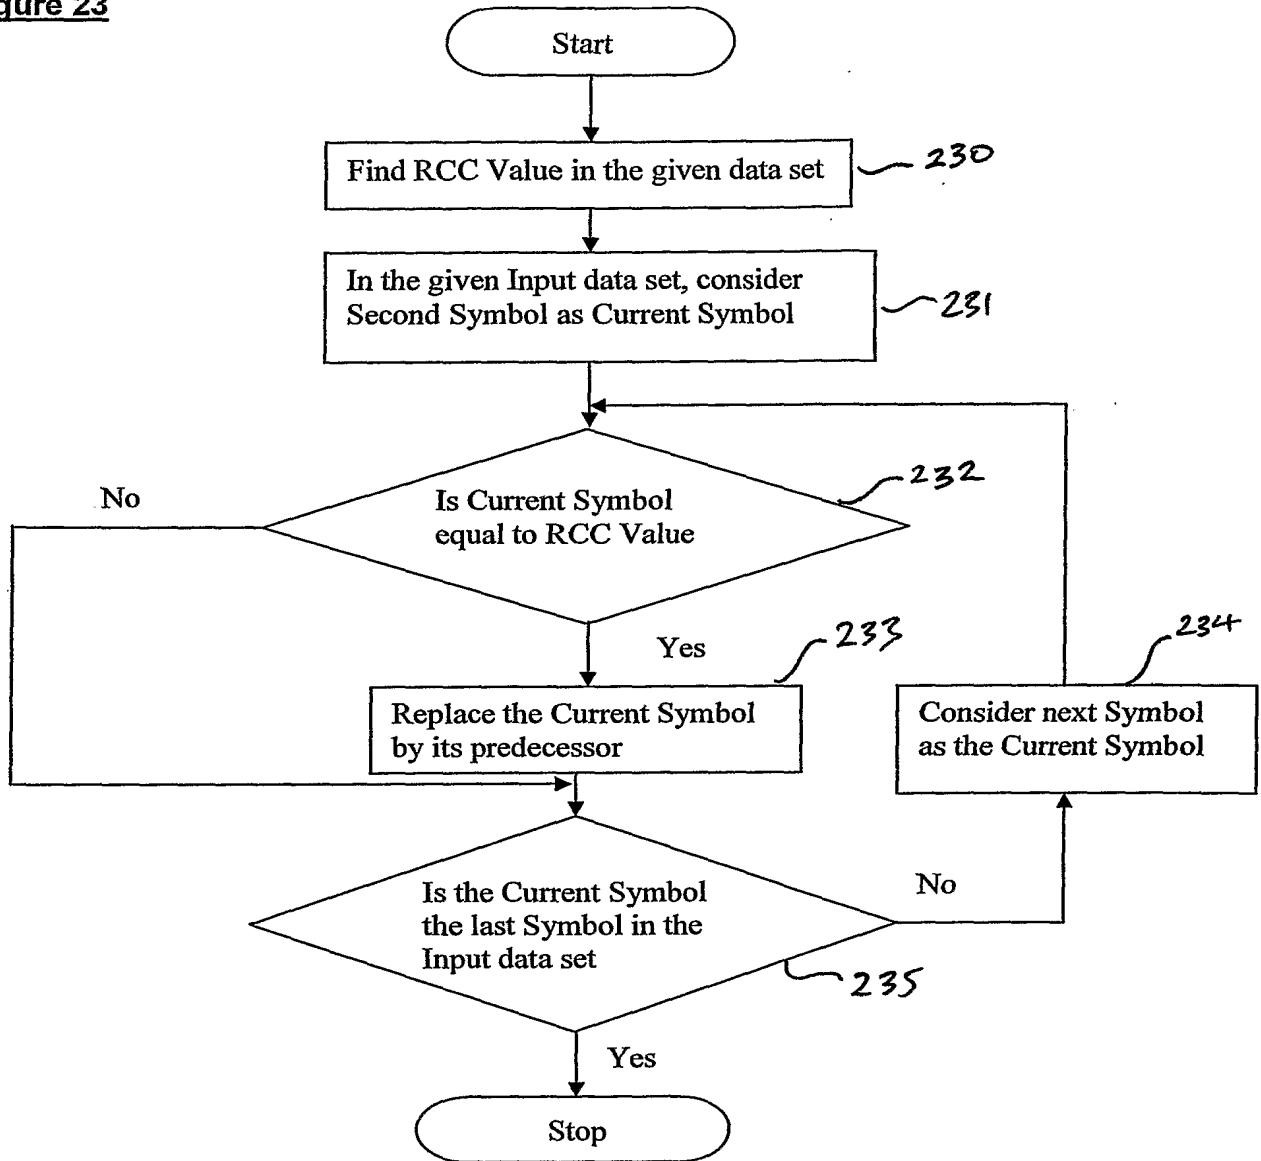 gure 23
Start
Find RCC Value in the given data set
230
In the given Input data set, consider
Second Symbol as Current Symbol
231
No
Is Current Symbol
equal to RCC Value
232
Yes
233
234
Replace the Current Symbol
by its predecessor
Consider next Symbol
as the Current Symbol
Is the Current Symbol
the last Symbol in the
Input data set
No
235
Yes
Stop